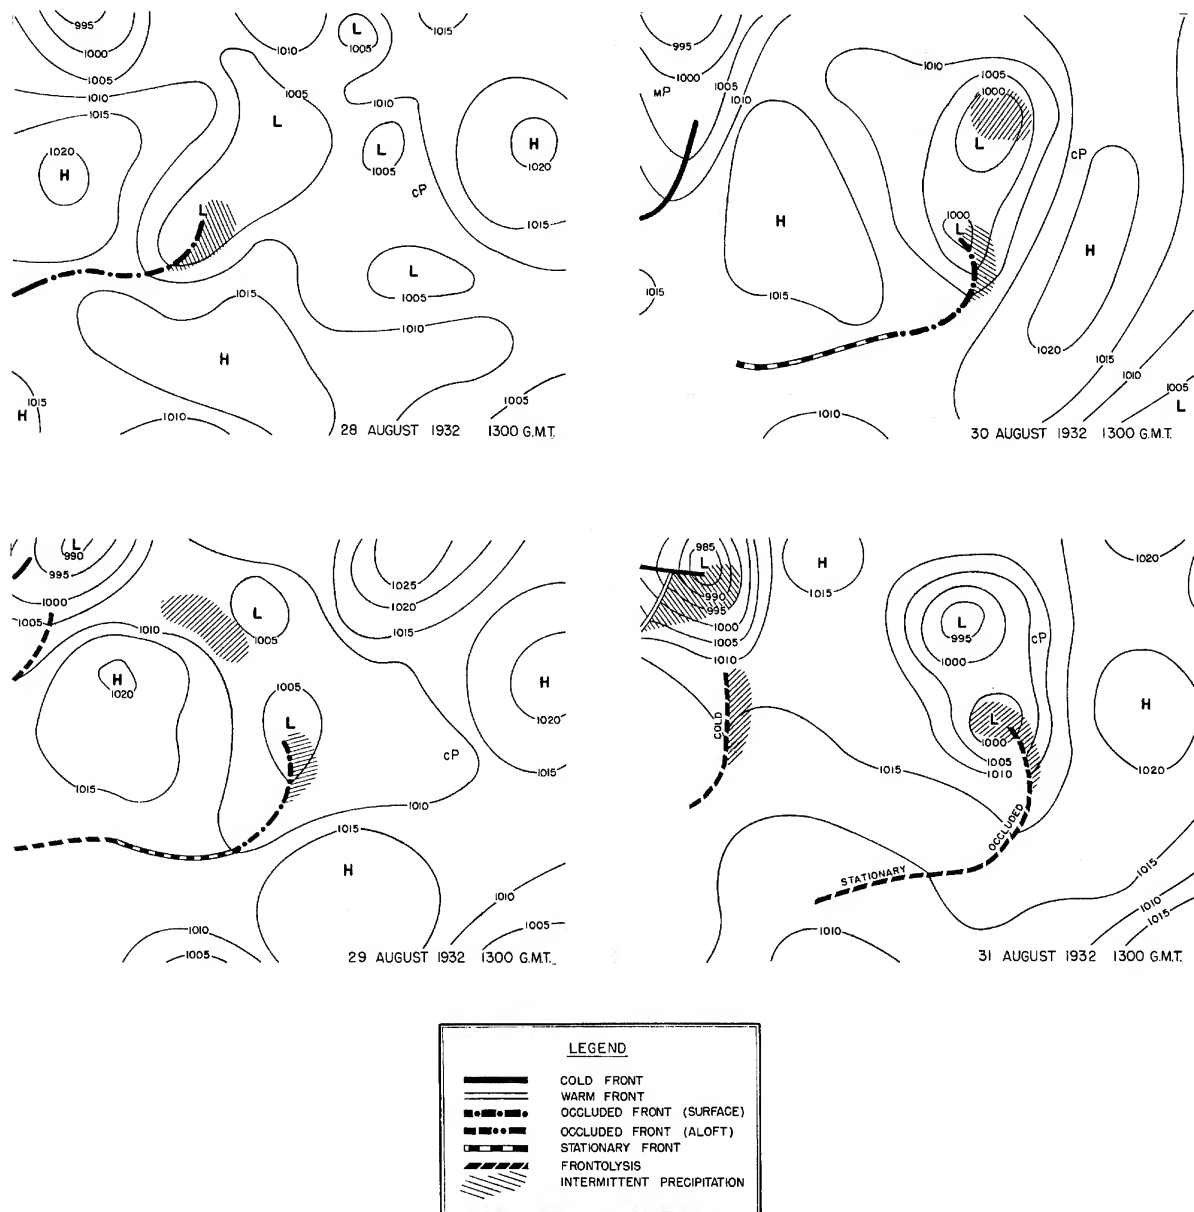 995
1000
1005
1010
1015
1010
1005
L
1015
1005
L
1010
L
1005
H
1020
1020
H
L
cP
1015
L
1005
1015
1010
H
1015
H
1010
1005
28 AUGUST 1932 1300 G.M.T.
995
1000
1005
1010
MP
1010
1005
1000
L
cP
H
1000
L
H
1015
1015
1020
1015
1010
1005
L
1010
30 AUGUST 1932 1300 G.M.T.
L
990
995
1000
1005
1010
L
1005
1025
1020
1015
H
1020
1005
L
H
1020
cP
1015
1015
1010
1015
H
1010
1005
1010
1005
29 AUGUST 1932 1300 G.M.T.
985
L
990
995
1000
1005
1010
H
1015
1020
L
995
1000
cP
COLD
L
1000
1005
1010
H
1020
1015
OCCLUDED
STATIONARY
1015
1010
1015
1010
31 AUGUST 1932 1300 G.M.T.
LEGEND
COLD FRONT
WARM FRONT
OCCLUDED FRONT (SURFACE)
OCCLUDED FRONT (ALOFT)
STATIONARY FRONT
FRONTOLYSIS
INTERMITTENT PRECIPITATION